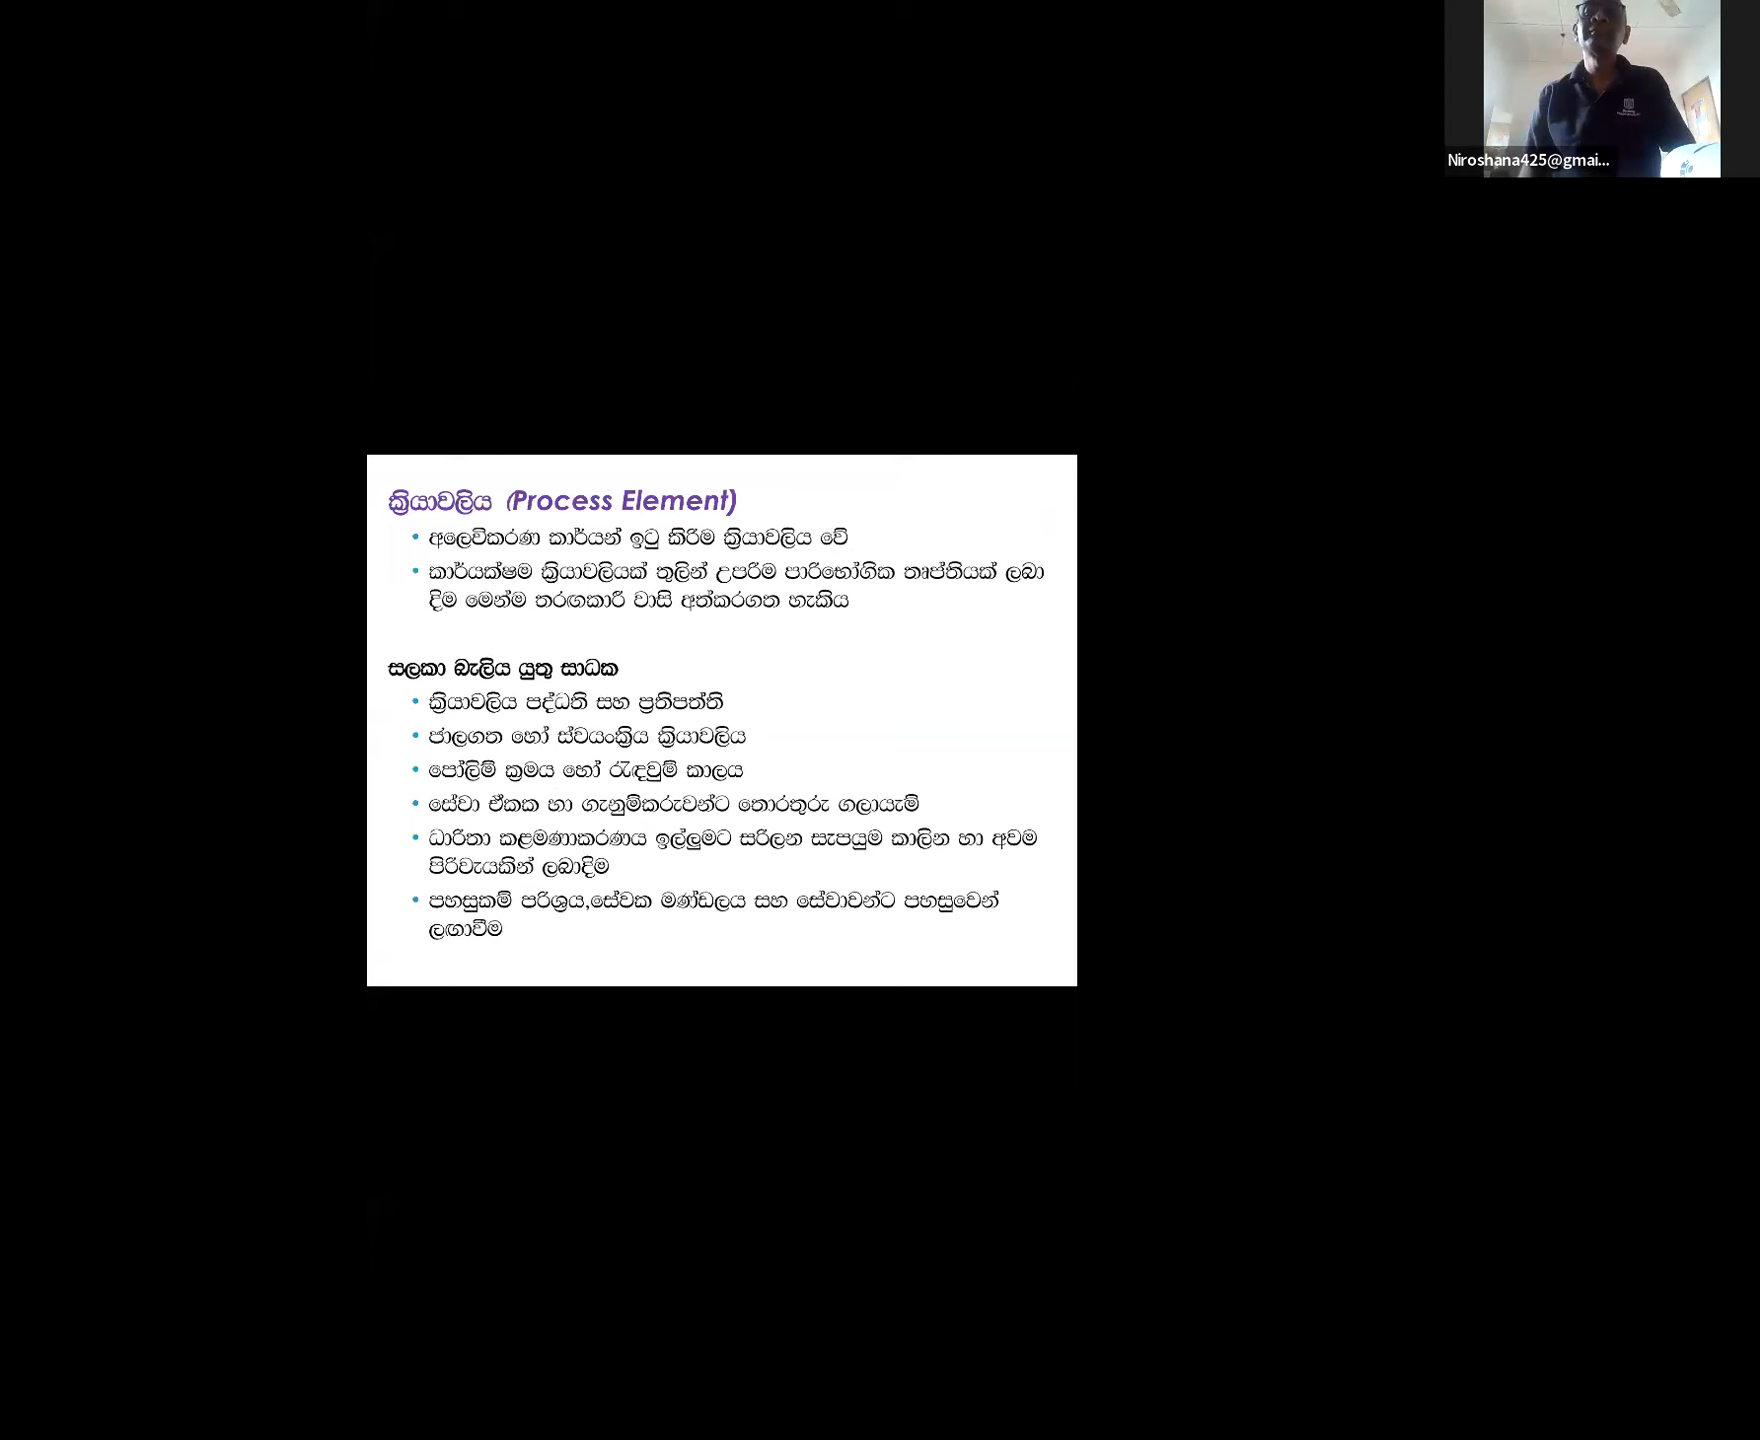 Niroshana425@gmai...
ක්‍රියාවලිය (Process Element)
• අලෙවිකරණ කාර්යන් ඉටු කිරිම ක්‍රියාවලිය වේ
• කාර්යක්ෂම ක්‍රියාවලියක් තුලින් උපරිම පාරිභෝගික තෘප්තියක් ලබා
දිම මෙන්ම තරඟකාරී වාසි අත්කරගත හැකිය
සලකා බැලිය යුතු සාධක
• ක්‍රියාවලිය පද්ධති සහ ප්‍රතිපත්ති
• ජාලගත හෝ ස්වයංක්‍රිය ක්‍රියාවලිය
• පෝලිම් ක්‍රමය හෝ රැඳවුම් කාලය
• සේවා ඒකක හා ගැනුම්කරුවන්ට තොරතුරු ගලායැම්
• ධාරිතා කළමණාකරණය ඉල්ලුමට සරිලන සැපයුම කාලින හා අවම
පිරිවැයකින් ලබාදිම
• පහසුකම් පරිශ්‍රය,සේවක මණ්ඩලය සහ සේවාවන්ට පහසුවෙන්
ලඟාවීම